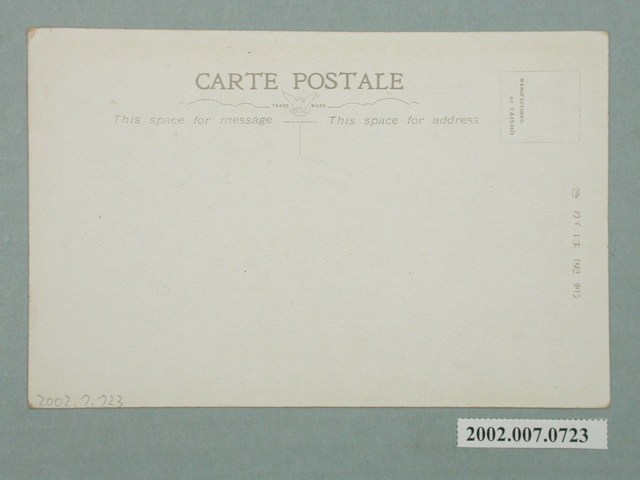 CARTE POSTALE
TRADE MARK
This space for message
This space for address
MANUFACTURED
BY TAISHO
2002.7.723
2002.007.0723